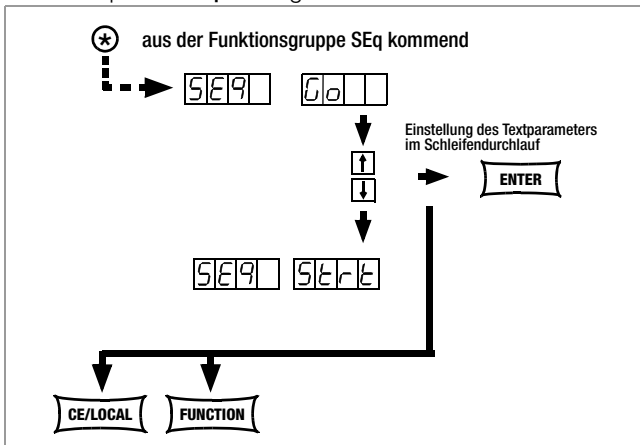 aus der Funktionsgruppe SEq kommend
SEq Go
Einstellung des Textparameters
im Schleifendurchlauf
ENTER
SEq Strt
CE/LOCAL FUNCTION